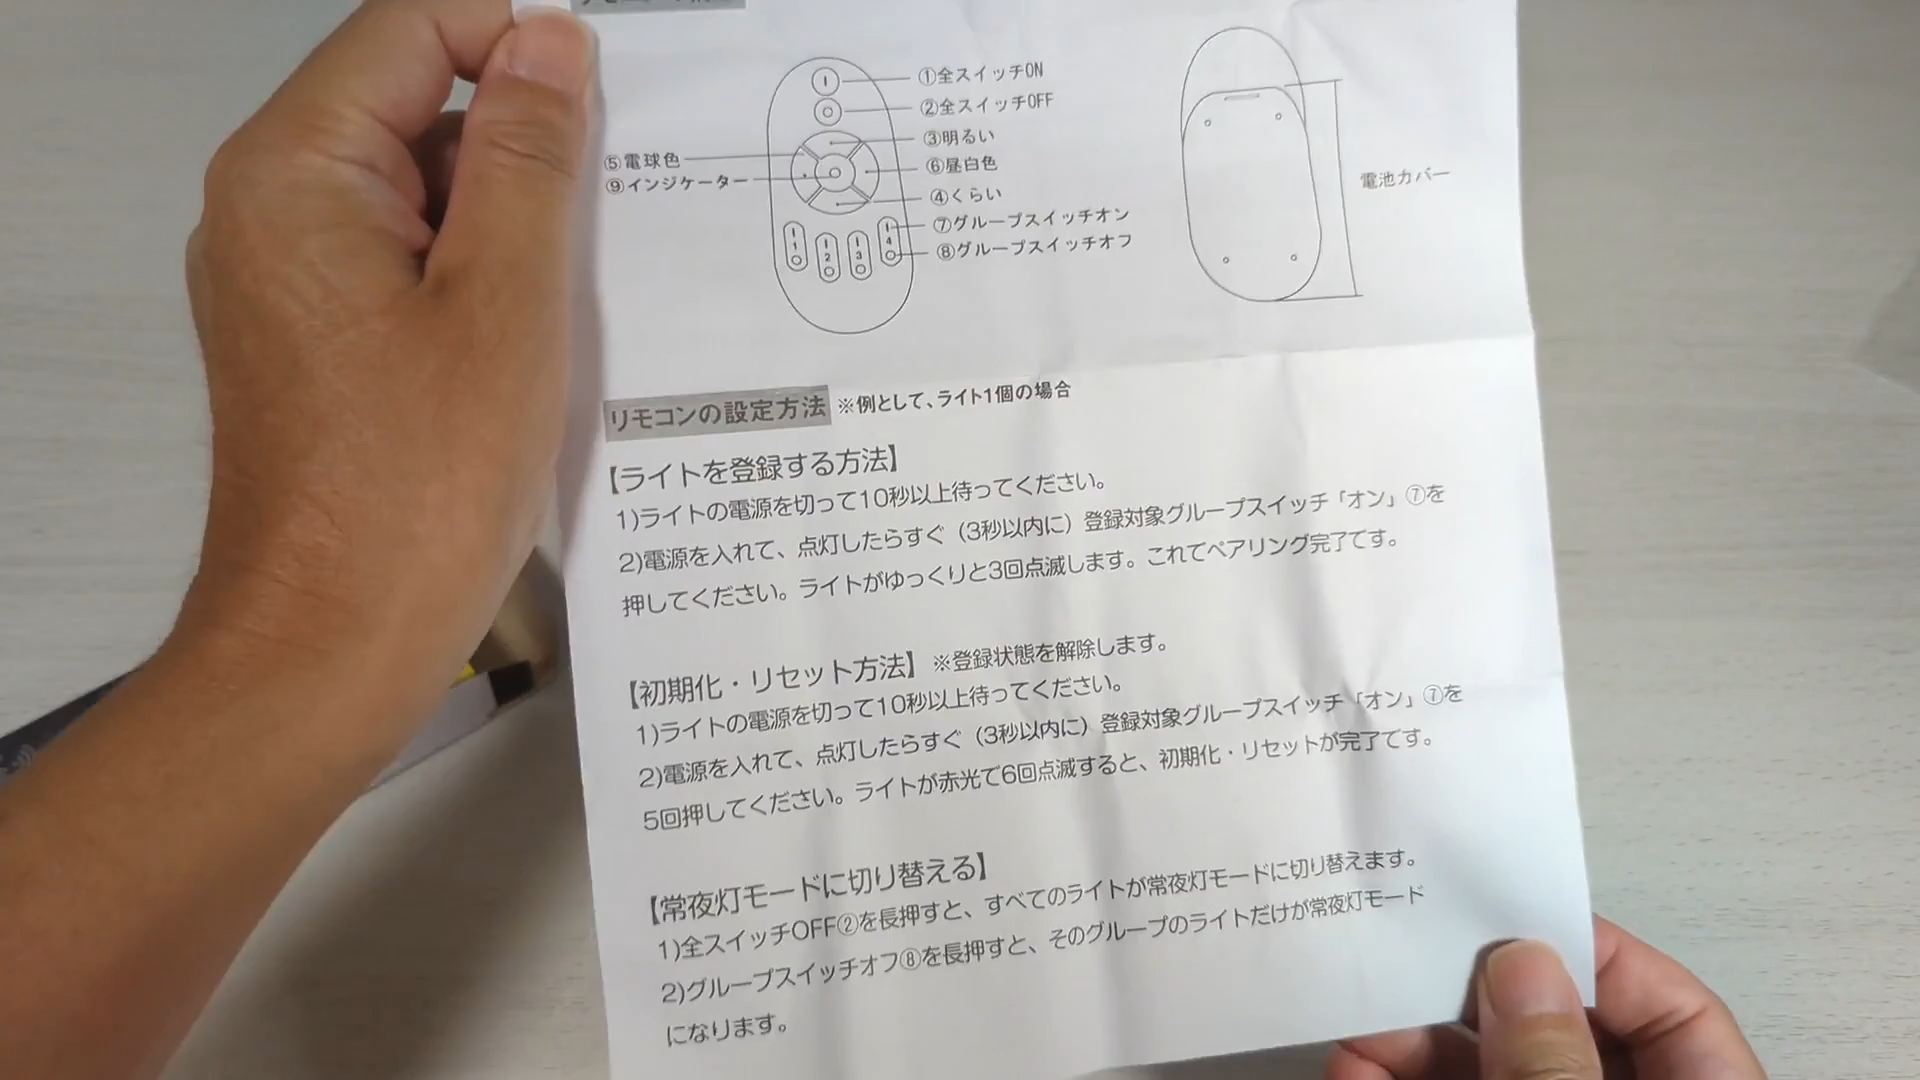 ①全スイッチON
②全スイッチOFF
③明るい
⑤電球色
⑥昼白色
⑨インジケーター
④くらい
⑦グループスイッチオン
⑧グループスイッチオフ
1
2
3
4
電池カバー
リモコンの設定方法 ※例として、ライト1個の場合
【ライトを登録する方法】
1)ライトの電源を切って10秒以上待ってください。
2)電源を入れて、点灯したらすぐ（3秒以内に）登録対象グループスイッチ「オン」⑦を
押してください。ライトがゆっくりと3回点滅します。これでペアリング完了です。
【初期化・リセット方法】※登録状態を解除します。
1)ライトの電源を切って10秒以上待ってください。
2)電源を入れて、点灯したらすぐ（3秒以内に）登録対象グループスイッチ「オン」⑦を
5回押してください。ライトが赤光で6回点滅すると、初期化・リセットが完了です。
【常夜灯モードに切り替える】
1)全スイッチOFF②を長押すと、すべてのライトが常夜灯モードに切り替えます。
2)グループスイッチオフ⑧を長押すと、そのグループのライトだけが常夜灯モード
になります。